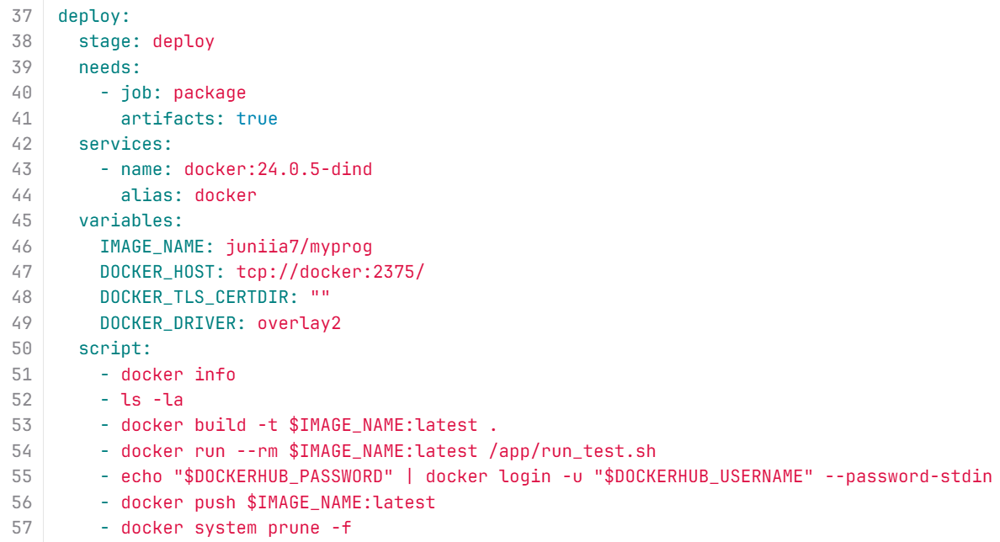 37 deploy:
38   stage: deploy
39   needs:
40     - job: package
41       artifacts: true
42   services:
43     - name: docker:24.0.5-dind
44       alias: docker
45   variables:
46     IMAGE_NAME: juniia7/myprog
47     DOCKER_HOST: tcp://docker:2375/
48     DOCKER_TLS_CERTDIR: ""
49     DOCKER_DRIVER: overlay2
50   script:
51     - docker info
52     - ls -la
53     - docker build -t $IMAGE_NAME:latest .
54     - docker run --rm $IMAGE_NAME:latest /app/run_test.sh
55     - echo "$DOCKERHUB_PASSWORD" | docker login -u "$DOCKERHUB_USERNAME" --password-stdin
56     - docker push $IMAGE_NAME:latest
57     - docker system prune -f